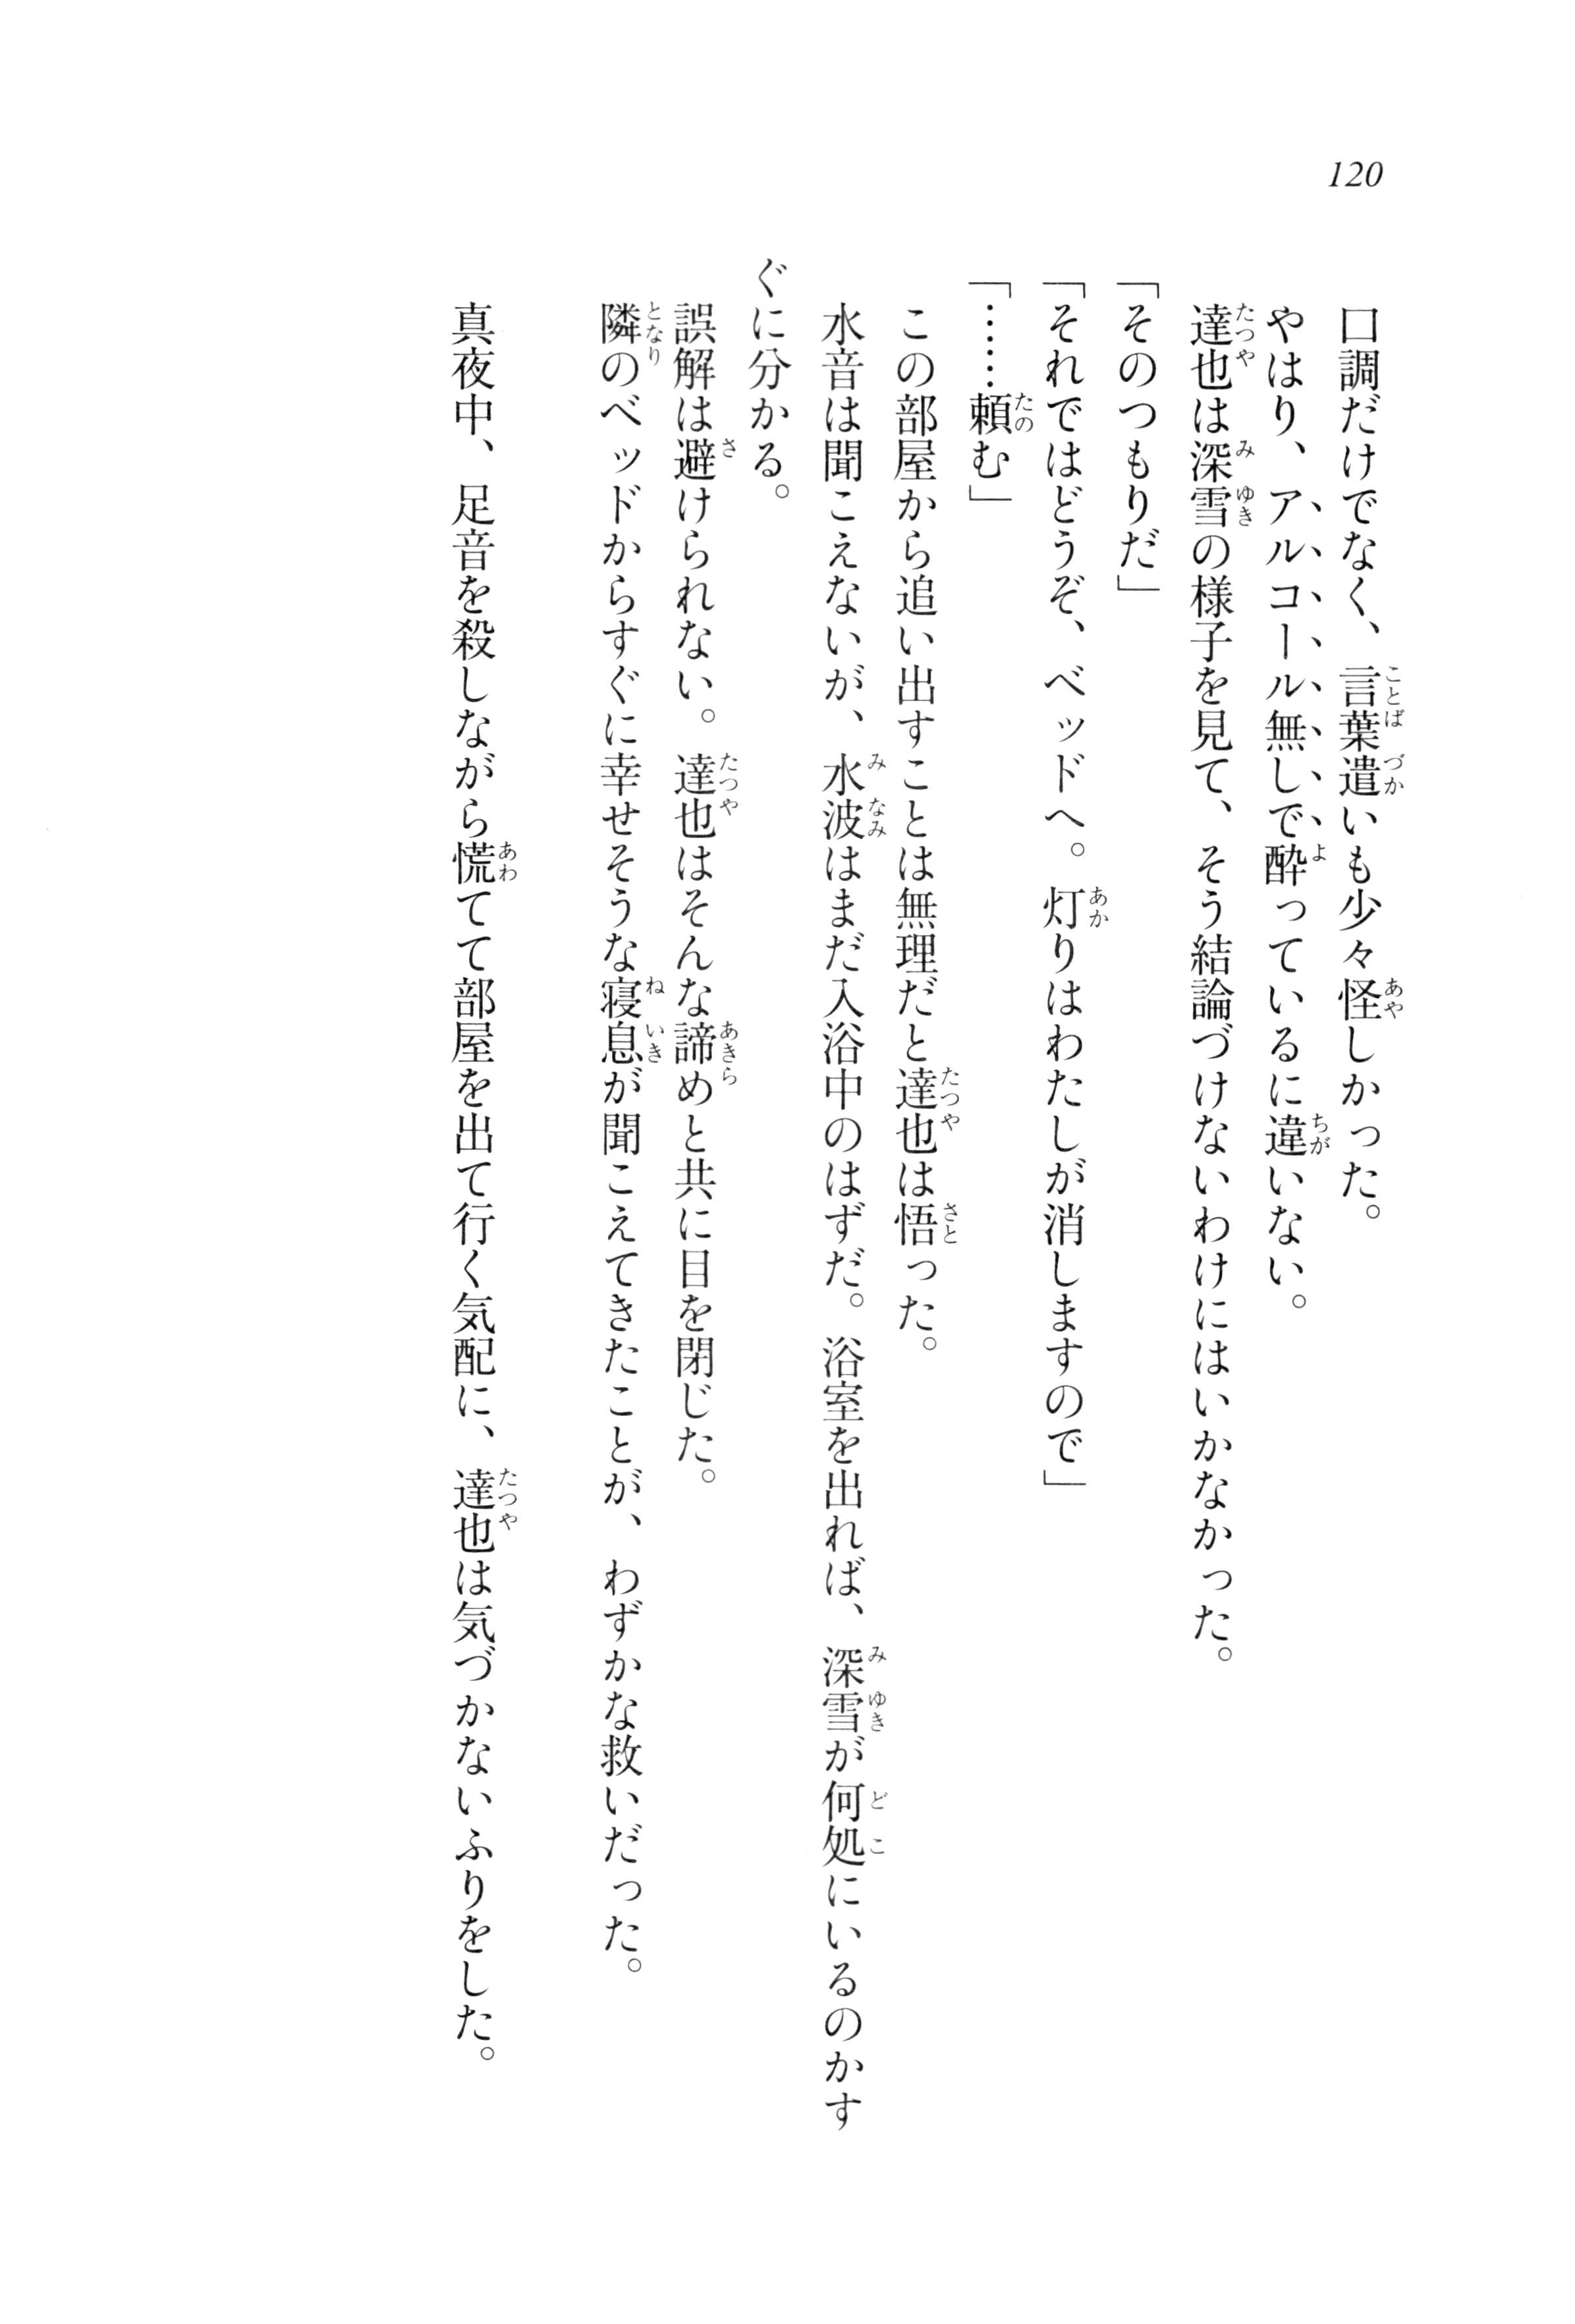 120
口調だけでなく、言葉遣いも少々怪しかった。
やはり、アルコール無しで酔っているに違いない。
達也は深雪の様子を見て、そう結論づけないわけにはいかなかった。
「そのつもりだ」
「それではどうぞ、ベッドへ。灯りはわたしが消しますので」
「……頼む」
この部屋から追い出すことは無理だと達也は悟った。
水音は聞こえないが、水波はまだ入浴中のはずだ。浴室を出れば、深雪が何処にいるのかす
ぐに分かる。
誤解は避けられない。達也はそんな諦めと共に目を閉じた。
隣のベッドからすぐに幸せそうな寝息が聞こえてきたことが、わずかな救いだった。
真夜中、足音を殺しながら慌てて部屋を出て行く気配に、達也は気づかないふりをした。